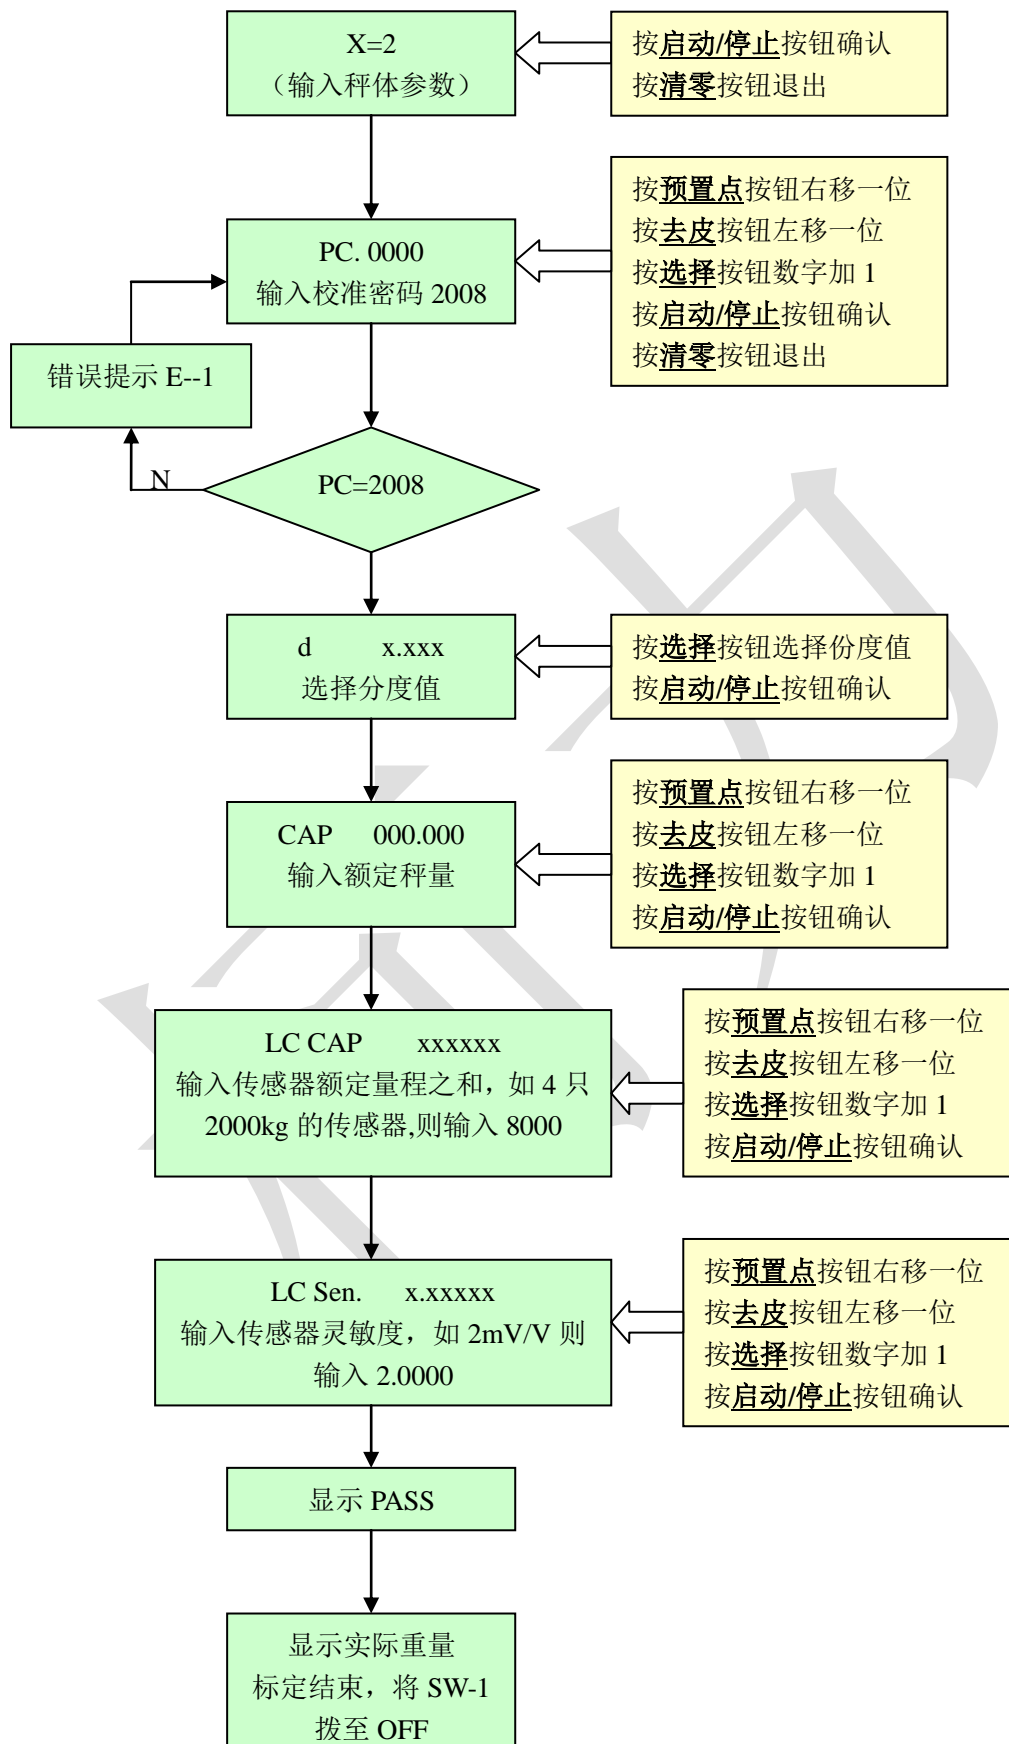 X=2
（输入秤体参数）
按启动/停止按钮确认
按清零按钮退出
PC. 0000
输入校准密码 2008
按预置点按钮右移一位
按去皮按钮左移一位
按选择按钮数字加 1
按启动/停止按钮确认
按清零按钮退出
错误提示 E--1
N
PC=2008
d x.xxx
选择分度值
按选择按钮选择份度值
按启动/停止按钮确认
CAP 000.000
输入额定秤量
按预置点按钮右移一位
按去皮按钮左移一位
按选择按钮数字加 1
按启动/停止按钮确认
LC CAP xxxxxx
输入传感器额定量程之和，如 4 只
2000kg 的传感器,则输入 8000
按预置点按钮右移一位
按去皮按钮左移一位
按选择按钮数字加 1
按启动/停止按钮确认
LC Sen. x.xxxxx
输入传感器灵敏度，如 2mV/V 则
输入 2.0000
按预置点按钮右移一位
按去皮按钮左移一位
按选择按钮数字加 1
按启动/停止按钮确认
显示 PASS
显示实际重量
标定结束，将 SW-1
拨至 OFF